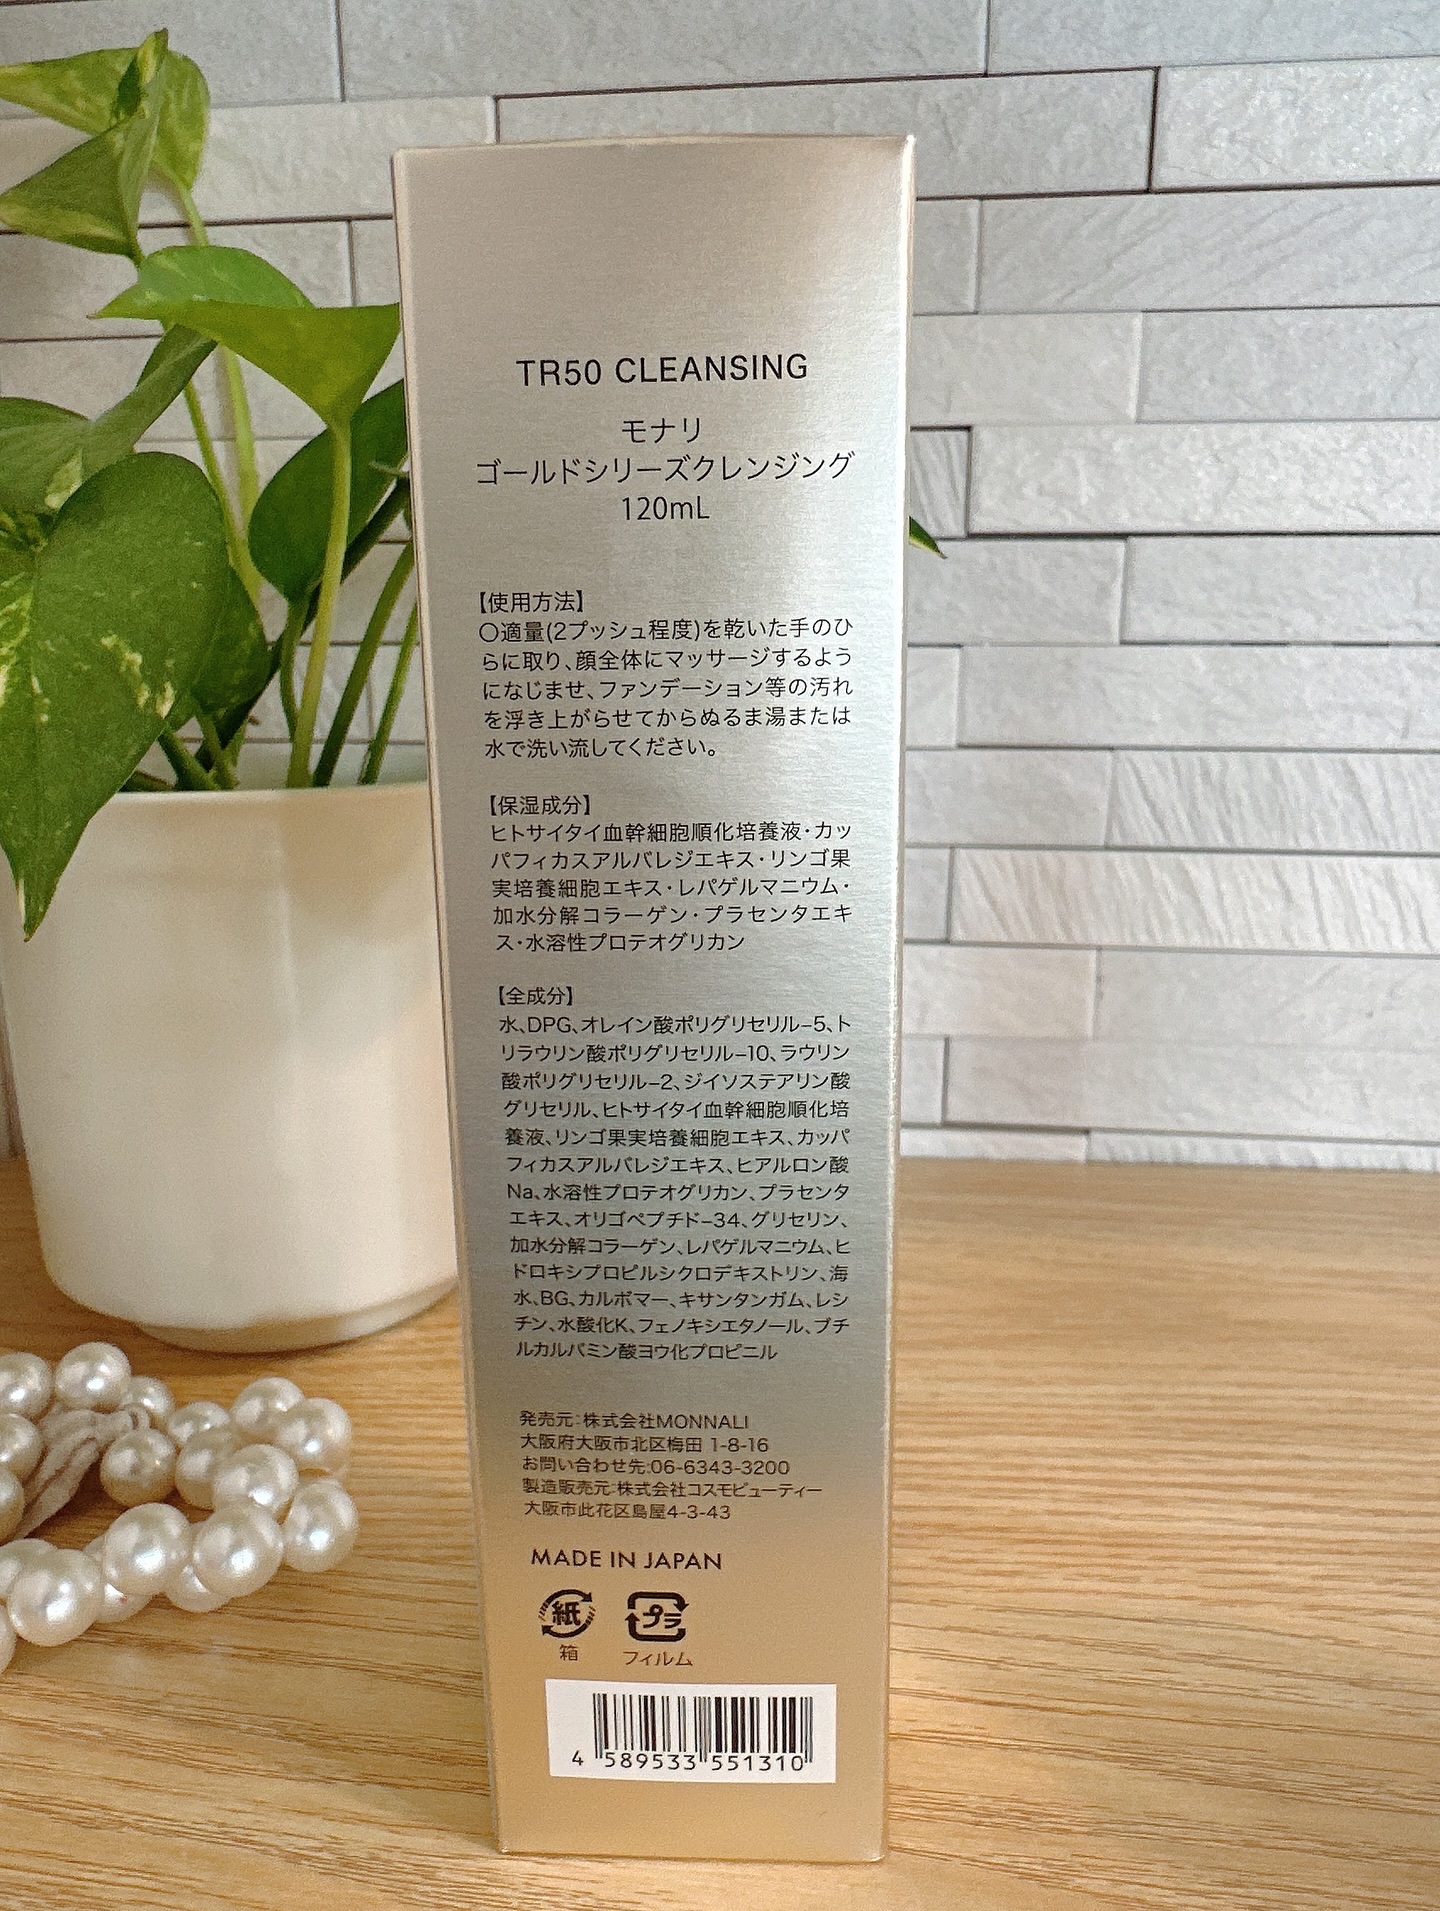 TR50 CLEANSING
モナリ
ゴールドシリーズクレンジング
120mL
【使用方法】
〇適量(2プッシュ程度)を乾いた手のひ
らに取り、顔全体にマッサージするよう
になじませ、ファンデーション等の汚れ
を浮き上がらせてからぬるま湯または
水で洗い流してください。
【保湿成分】
ヒトサイタイ血幹細胞順化培養液・カッ
パフィカスアルバレジエキス・リンゴ果
実培養細胞エキス・レパゲルマニウム・
加水分解コラーゲン・プラセンタエキ
ス・水溶性プロテオグリカン
【全成分】
水、DPG、オレイン酸ポリグリセリル−5、ト
リラウリン酸ポリグリセリル−10、ラウリン
酸ポリグリセリル−2、ジイソステアリン酸
グリセリル、ヒトサイタイ血幹細胞順化培
養液、リンゴ果実培養細胞エキス、カッパ
フィカスアルバレジエキス、ヒアルロン酸
Na、水溶性プロテオグリカン、プラセンタ
エキス、オリゴペプチド−34、グリセリン、
加水分解コラーゲン、レパゲルマニウム、ヒ
ドロキシプロピルシクロデキストリン、海
水、BG、カルボマー、キサンタンガム、レシ
チン、水酸化K、フェノキシエタノール、ブチ
ルカルバミン酸ヨウ化プロピニル
発売元:株式会社MONNALI
大阪府大阪市北区梅田 1-8-16
お問い合わせ先:06-6343-3200
製造販売元:株式会社コスモビューティー
大阪市此花区島屋4-3-43
MADE IN JAPAN
紙 プラ
箱 フィルム
4 589533 551310